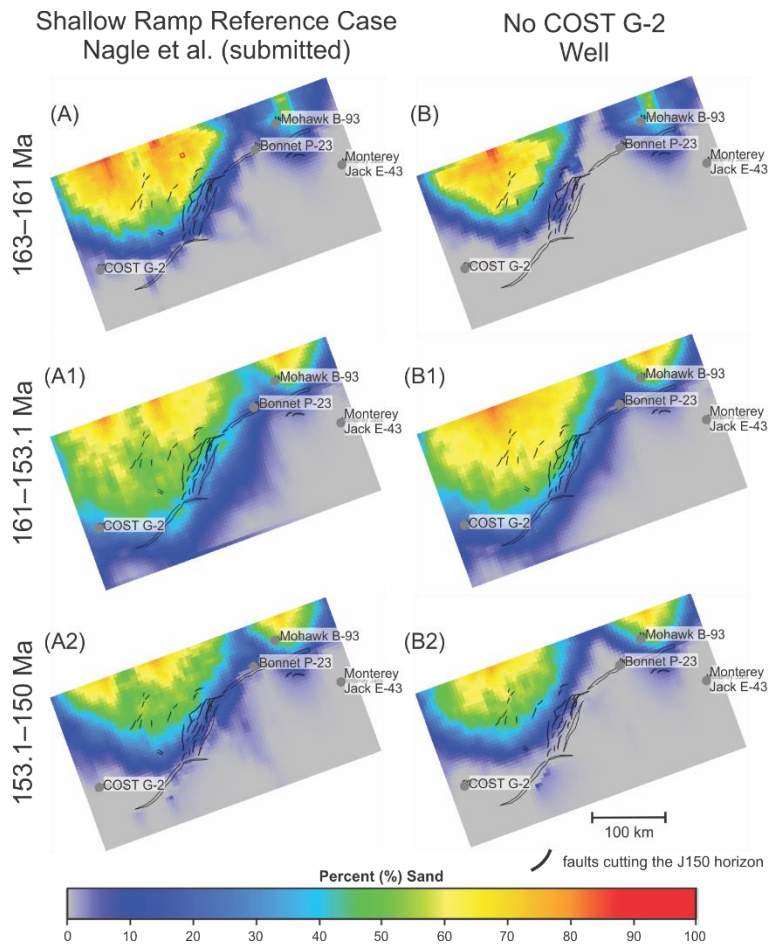 Shallow Ramp Reference Case
Nagle et al. (submitted)
No COST G-2
Well
163–161 Ma
(A)
Mohawk B-93
Bonnet P-23
Monterey
Jack E-43
COST G-2
(B)
Mohawk B-93
Bonnet P-23
Monterey
Jack E-43
COST G-2
161–153.1 Ma
(A1)
Mohawk B-93
Bonnet P-23
Monterey
Jack E-43
COST G-2
(B1)
Mohawk B-93
Bonnet P-23
Monterey
Jack E-43
COST G-2
153.1–150 Ma
(A2)
Mohawk B-93
Bonnet P-23
Monterey
Jack E-43
COST G-2
(B2)
Mohawk B-93
Bonnet P-23
Monterey
Jack E-43
COST G-2
100 km
faults cutting the J150 horizon
Percent (%) Sand
0 10 20 30 40 50 60 70 80 90 100